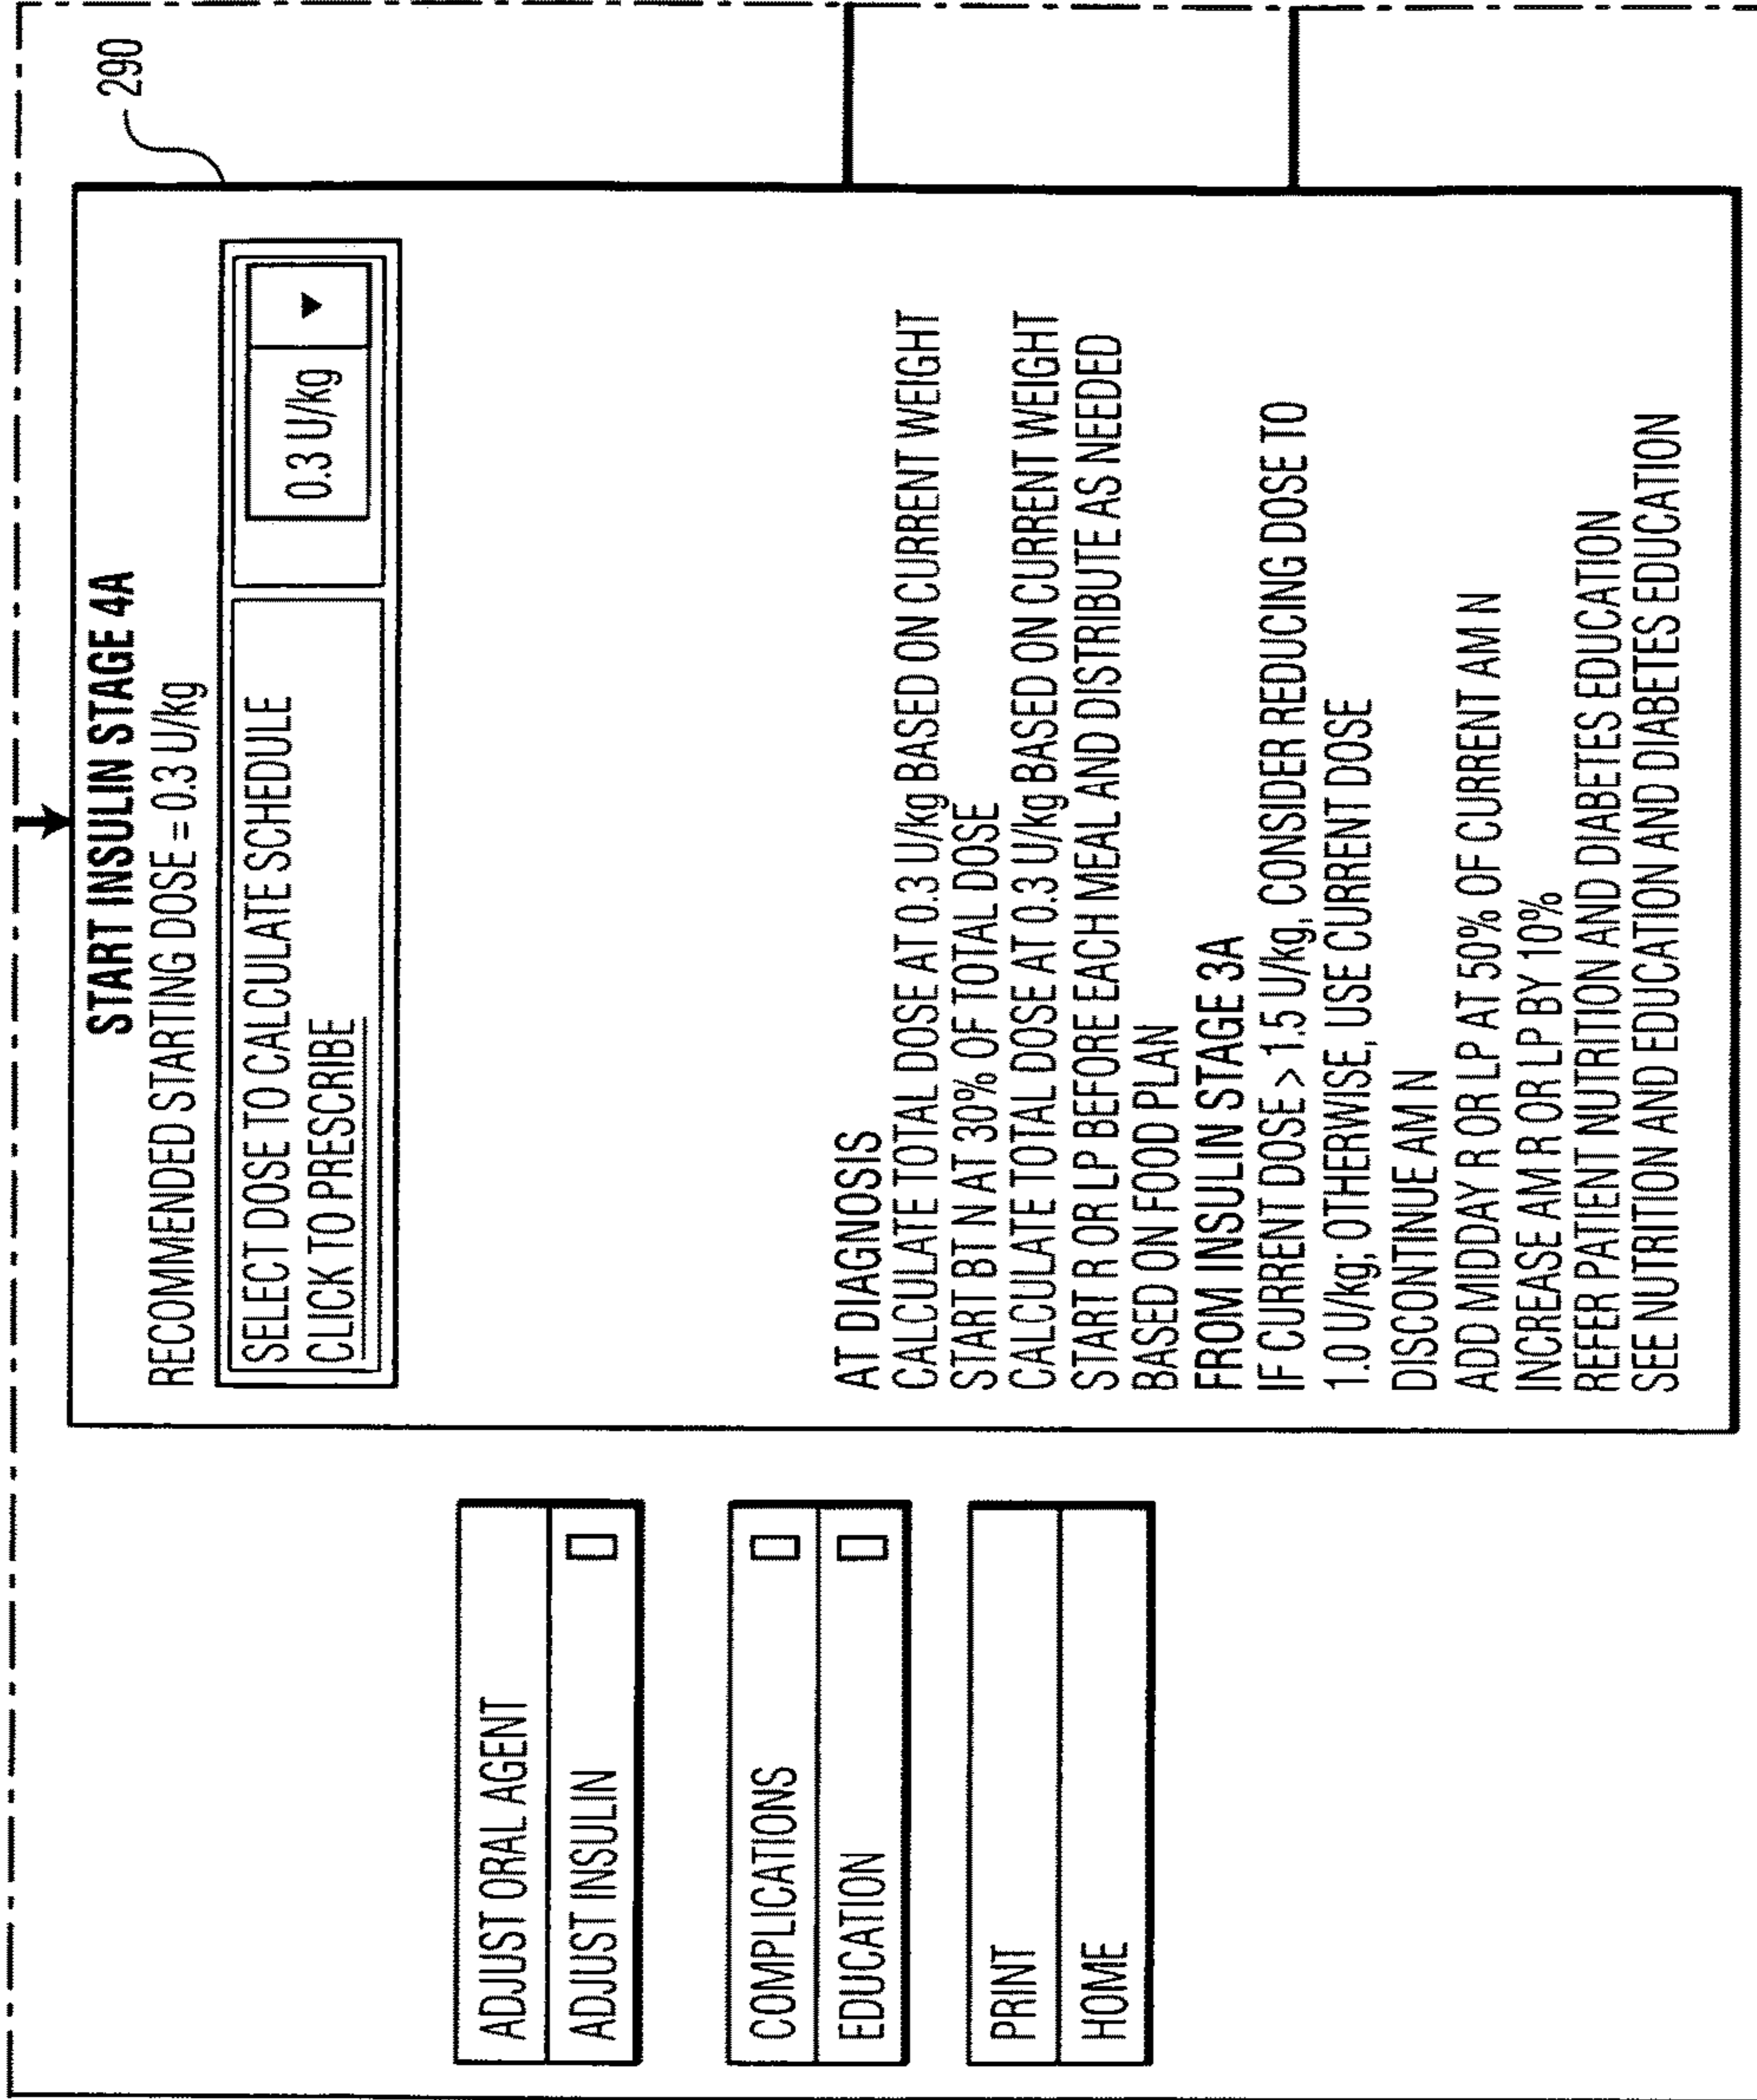 290
START INSULIN STAGE 4A
RECOMMENDED STARTING DOSE = 0.3 U/kg
SELECT DOSE TO CALCULATE SCHEDULE
0.3 U/kg
CLICK TO PRESCRIBE
AT DIAGNOSIS
CALCULATE TOTAL DOSE AT 0.3 U/kg BASED ON CURRENT WEIGHT
START BT N AT 30% OF TOTAL DOSE
CALCULATE TOTAL DOSE AT 0.3 U/kg BASED ON CURRENT WEIGHT
START R OR LP BEFORE EACH MEAL AND DISTRIBUTE AS NEEDED
BASED ON FOOD PLAN
FROM INSULIN STAGE 3A
IF CURRENT DOSE > 1.5 U/kg, CONSIDER REDUCING DOSE TO
1.0 U/kg; OTHERWISE, USE CURRENT DOSE
DISCONTINUE AM N
ADD MIDDAY R OR LP AT 50% OF CURRENT AM N
INCREASE AM R OR LP BY 10%
REFER PATIENT NUTRITION AND DIABETES EDUCATION
SEE NUTRITION AND EDUCATION AND DIABETES EDUCATION
ADJUST ORAL AGENT
ADJUST INSULIN
COMPLICATIONS
EDUCATION
PRINT
HOME